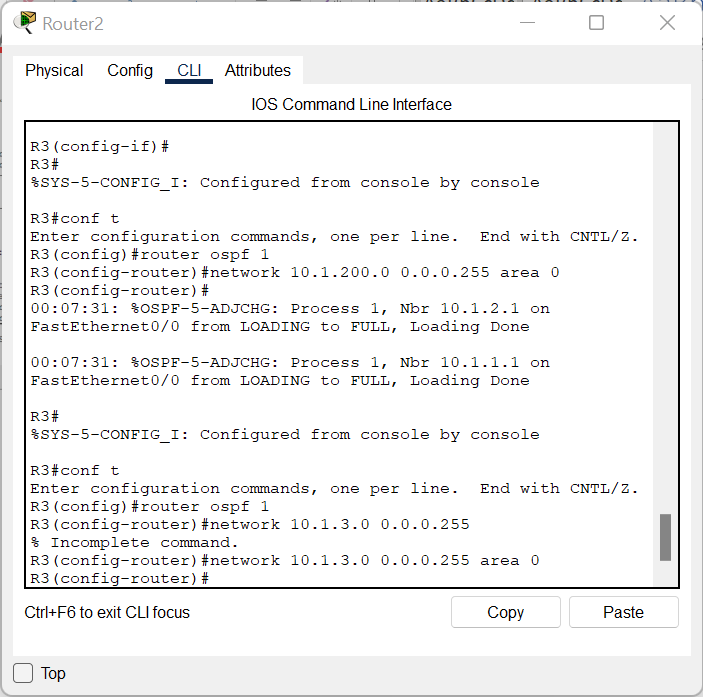 Router2
Physical Config CLI Attributes
IOS Command Line Interface
R3(config-if)#
R3#
%SYS-5-CONFIG_I: Configured from console by console
R3#conf t
Enter configuration commands, one per line.  End with CNTL/Z.
R3(config)#router ospf 1
R3(config-router)#network 10.1.200.0 0.0.0.255 area 0
R3(config-router)#
00:07:31: %OSPF-5-ADJCHG: Process 1, Nbr 10.1.2.1 on
FastEthernet0/0 from LOADING to FULL, Loading Done
00:07:31: %OSPF-5-ADJCHG: Process 1, Nbr 10.1.1.1 on
FastEthernet0/0 from LOADING to FULL, Loading Done
R3#
%SYS-5-CONFIG_I: Configured from console by console
R3#conf t
Enter configuration commands, one per line.  End with CNTL/Z.
R3(config)#router ospf 1
R3(config-router)#network 10.1.3.0 0.0.0.255
% Incomplete command.
R3(config-router)#network 10.1.3.0 0.0.0.255 area 0
R3(config-router)#
Ctrl+F6 to exit CLI focus
Copy Paste
Top